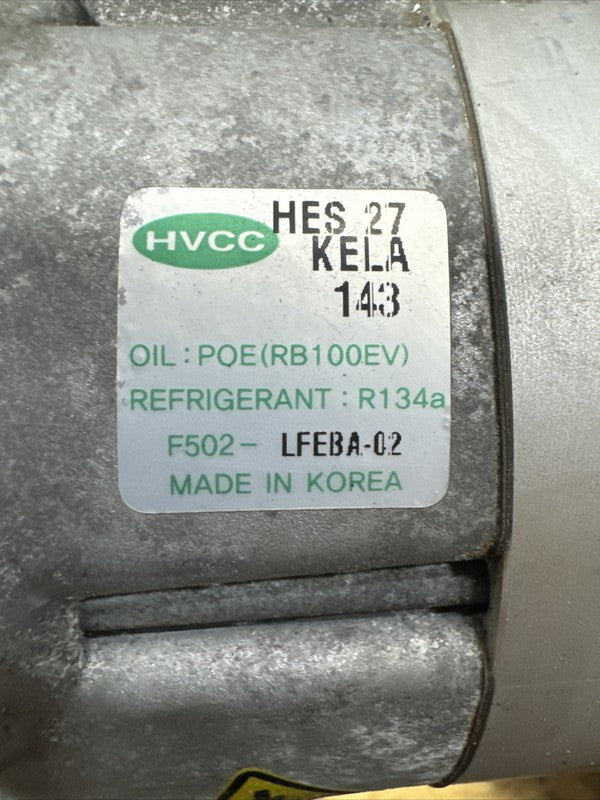 HVCC HES 27
KELA
143
OIL : POE(RB100EV)
REFRIGERANT : R134a
F502- LFEBA-02
MADE IN KOREA